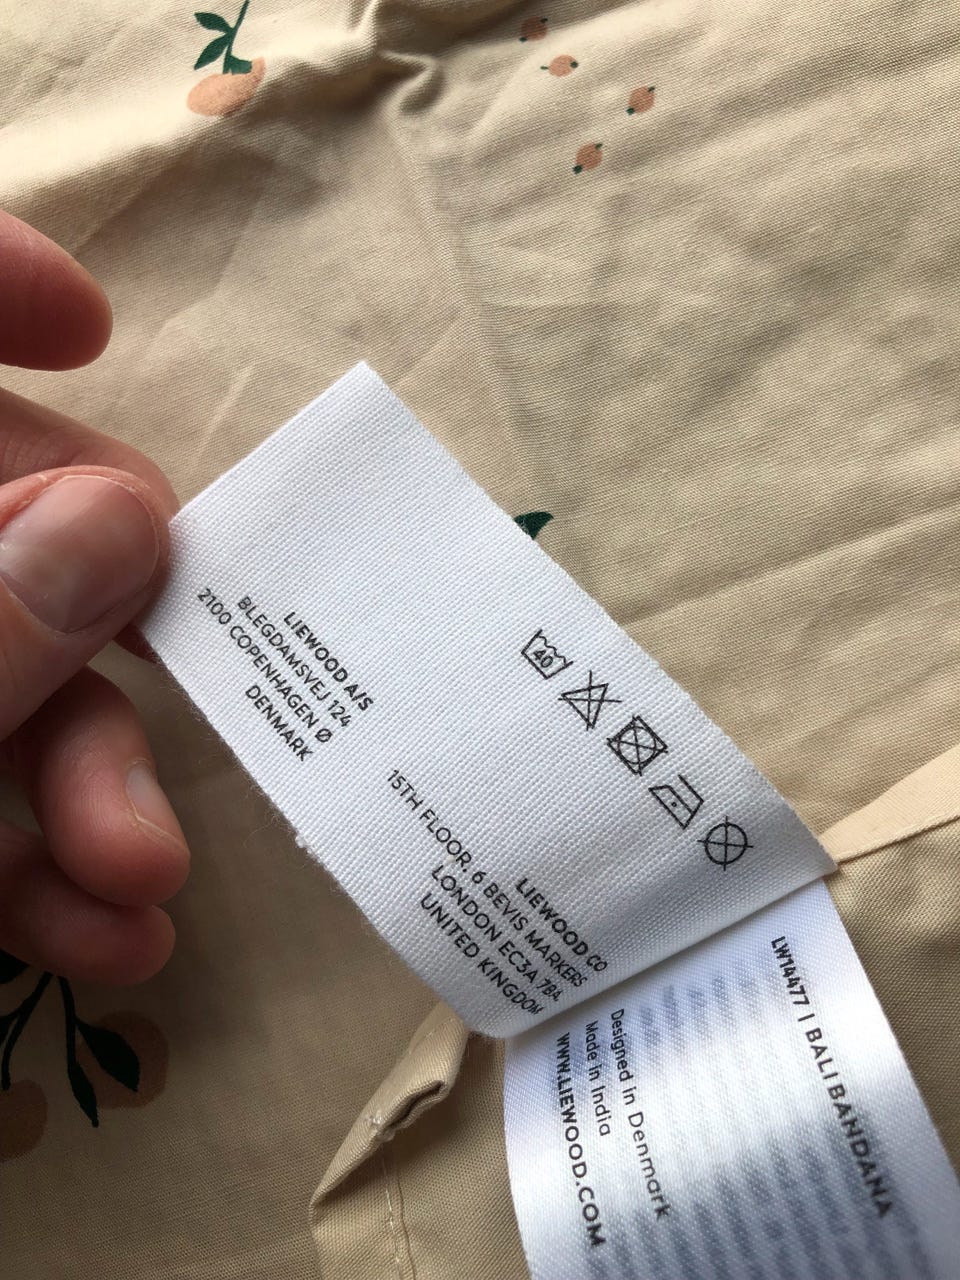 40
LIEWOOD A/S
BLEGDAMSVEJ 124
2100 COPENHAGEN Ø
DENMARK
LIEWOOD CO
15TH FLOOR, 6 BEVIS MARKERS
LONDON EC3A 7BA,
UNITED KINGDOM
LW14477 | BALI BANDANA
Designed in Denmark
Made in India
WWW.LIEWOOD.COM